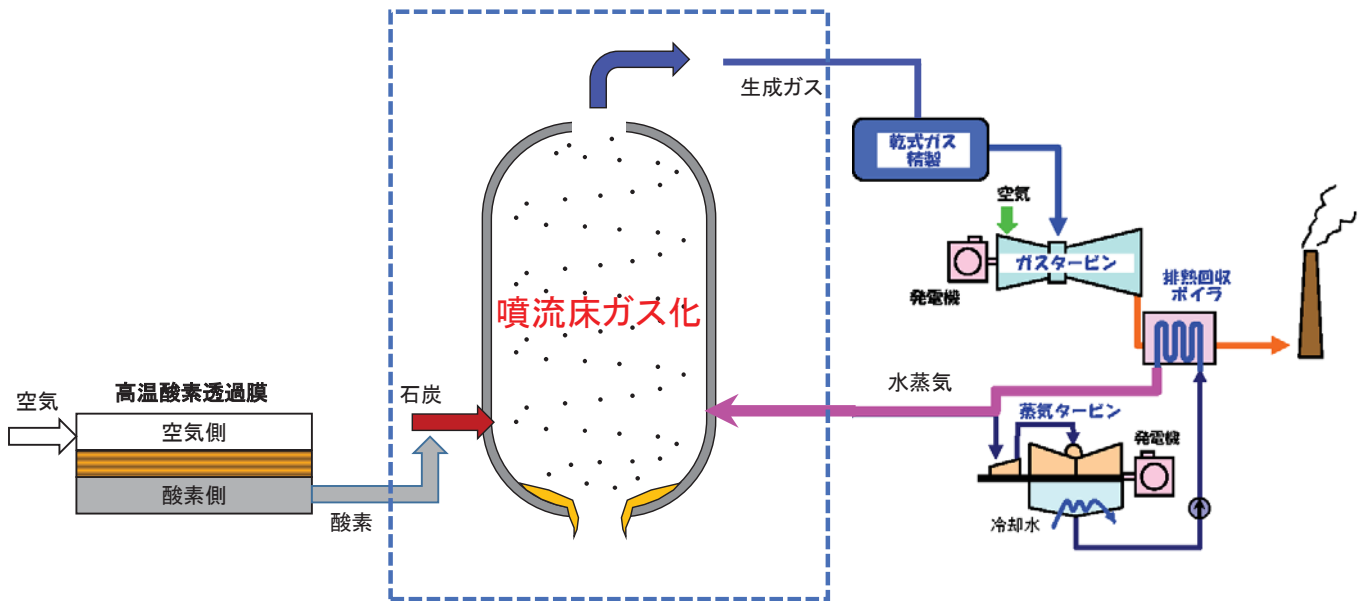 生成ガス
乾式ガス
精製
空気
ガスタービン
発電機
排熱回収
ボイラ
噴流床ガス化
高温酸素透過膜
空気
空気側
酸素側
酸素
石炭
水蒸気
蒸気タービン
発電機
冷却水